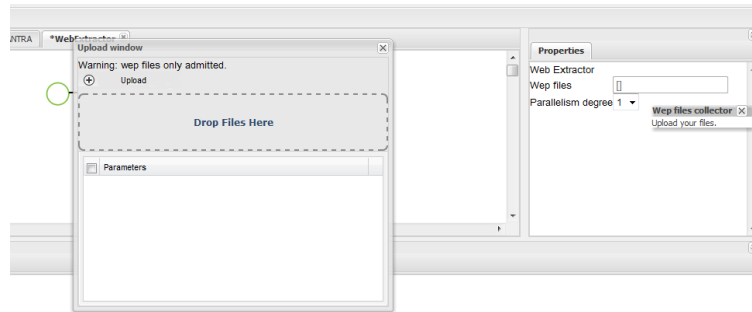 NTRA
*WebExtractor
Upload window
Warning: wep files only admitted.
Upload
Drop Files Here
Parameters
Properties
Web Extractor
Wep files
[]
Parallelism degree 1
Wep files collector
Upload your files.